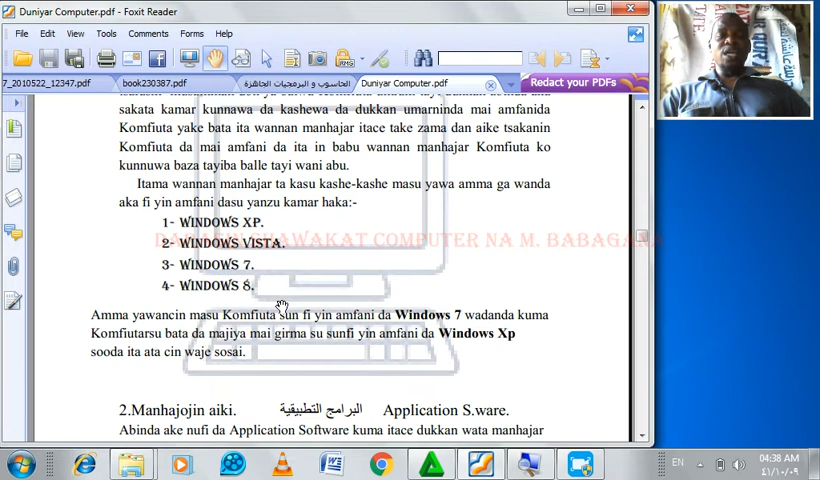 Duniyar Computer.pdf - Foxit Reader
File Edit View Tools Comments Forms Help
7_2010522_12347.pdf book230387.pdf الحاسوب و البرمجيات الجاهزة Duniyar Computer.pdf Redact your PDFs
sakata kamar kunnawa da kashewa da dukkan umarninda mai amfanida
Komfiuta yake bata ita wannan manhajar itace take zama dan aike tsakanin
Komfiuta da mai amfani da ita in babu wannan manhajar Komfiuta ko
kunnuwa baza tayiba balle tayi wani abu.
Itama wannan manhajar ta kasu kashe-kashe masu yawa amma ga wanda
aka fi yin amfani dasu yanzu kamar haka:-
1- WINDOWS XP.
2- WINDOWS VISTA.
DAGA CHAWAKAT COMPUTER NA M. BABAGANA
3- WINDOWS 7.
4- WINDOWS 8.
Amma yawancin masu Komfiuta sun fi yin amfani da Windows 7 wadanda kuma
Komfiutarsu bata da majiya mai girma su sunfi yin amfani da Windows Xp
sooda ita ata cin waje sosai.
2.Manhajojin aiki. البرامج التطبيقية Application S.ware.
Abinda ake nufi da Application Software kuma itace dukkan wata manhajar
EN 04:38 AM
٤١/١٠/٠٩